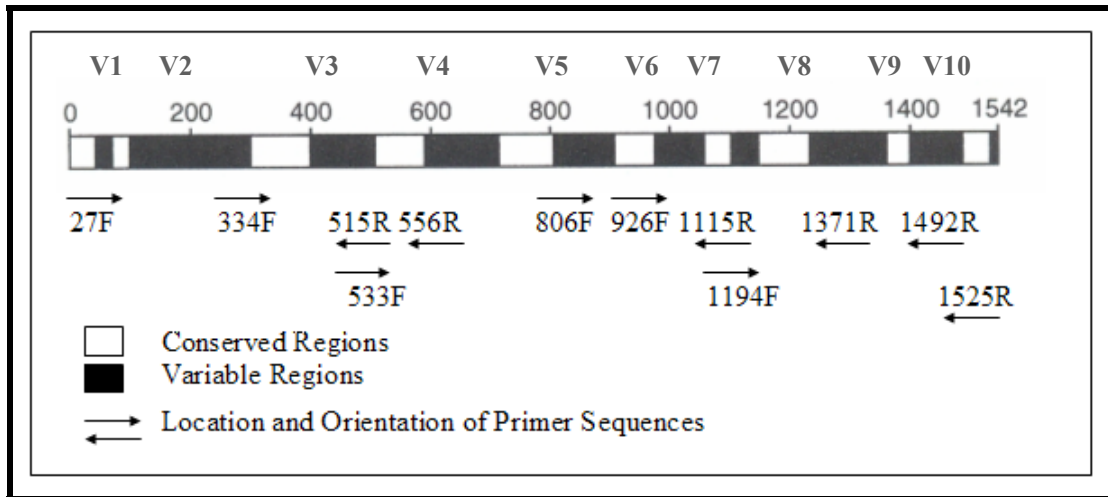 V1 V2 V3 V4 V5 V6 V7 V8 V9 V10
0 200 400 600 800 1000 1200 1400 1542
27F 334F 515R 556R 806F 926F 1115R 1371R 1492R
533F 1194F 1525R
Conserved Regions
Variable Regions
Location and Orientation of Primer Sequences